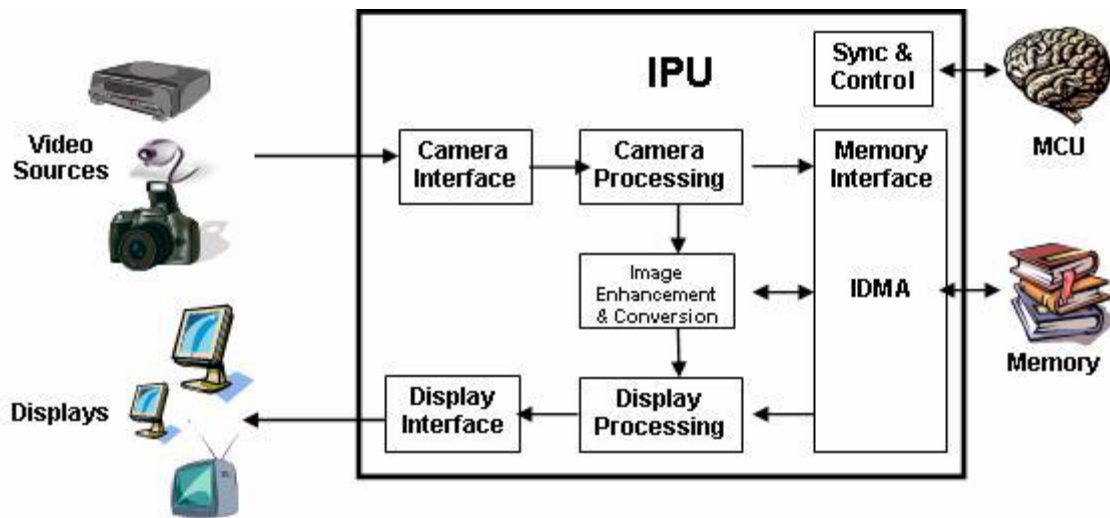 IPU
Sync &
Control
MCU
Video
Sources
Camera
Interface
Camera
Processing
Memory
Interface
Image
Enhancement
& Conversion
IDMA
Memory
Displays
Display
Interface
Display
Processing